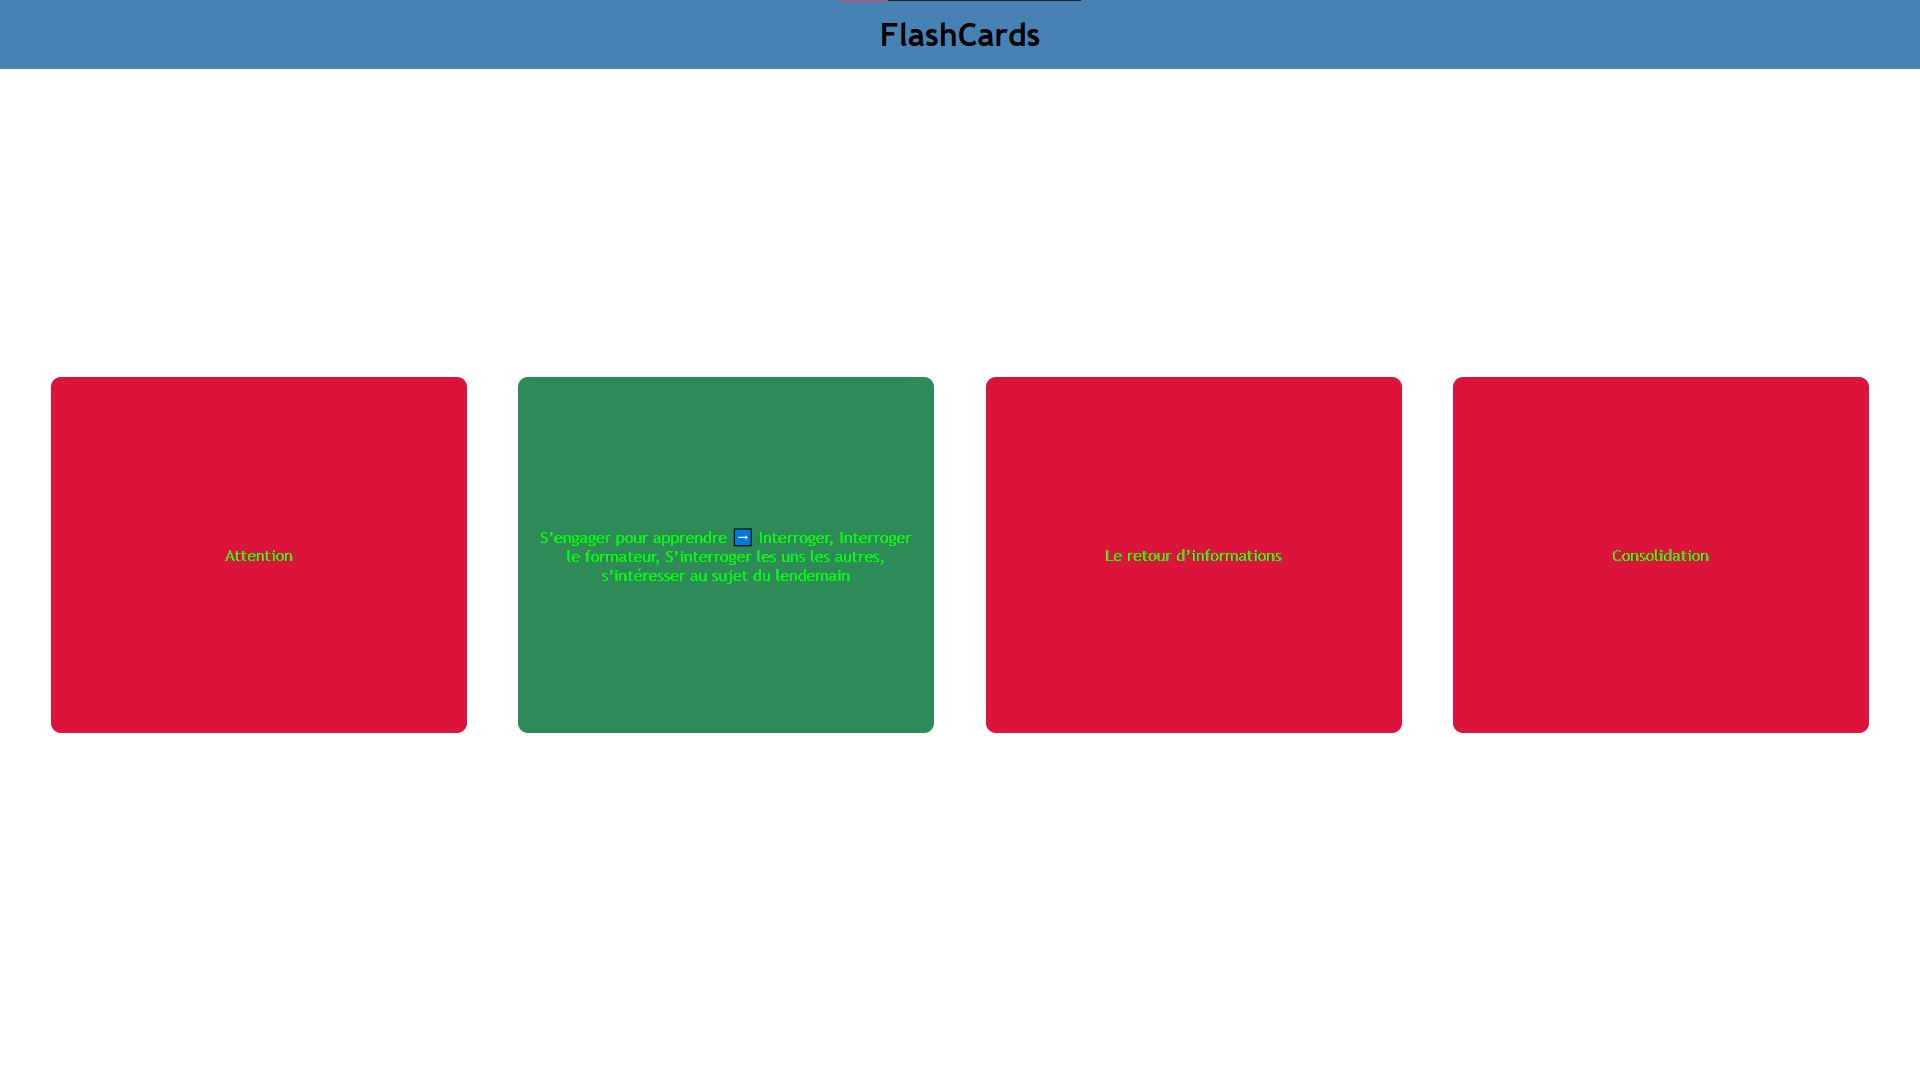 FlashCards
Attention
S’engager pour apprendre ➡️ Interroger, Interroger
le formateur, S’interroger les uns les autres,
s’intéresser au sujet du lendemain
Le retour d’informations
Consolidation